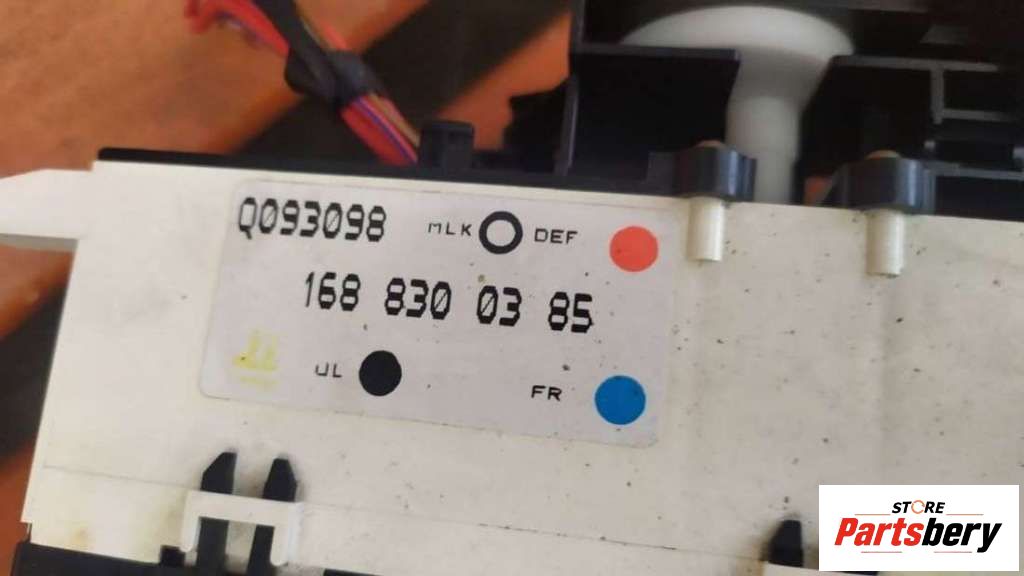 Q093098 MLK DEF
168 830 03 85
UL FR
STORE
Partsbery